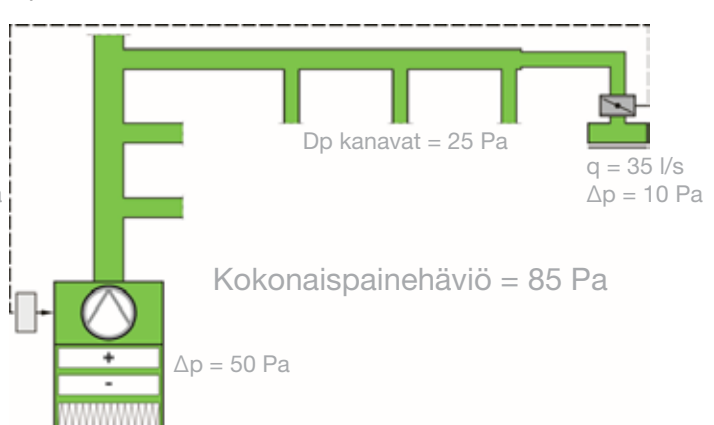 Dp kanavat = 25 Pa
q = 35 l/s
Δp = 10 Pa
Kokonaispainehäviö = 85 Pa
+
Δp = 50 Pa
-